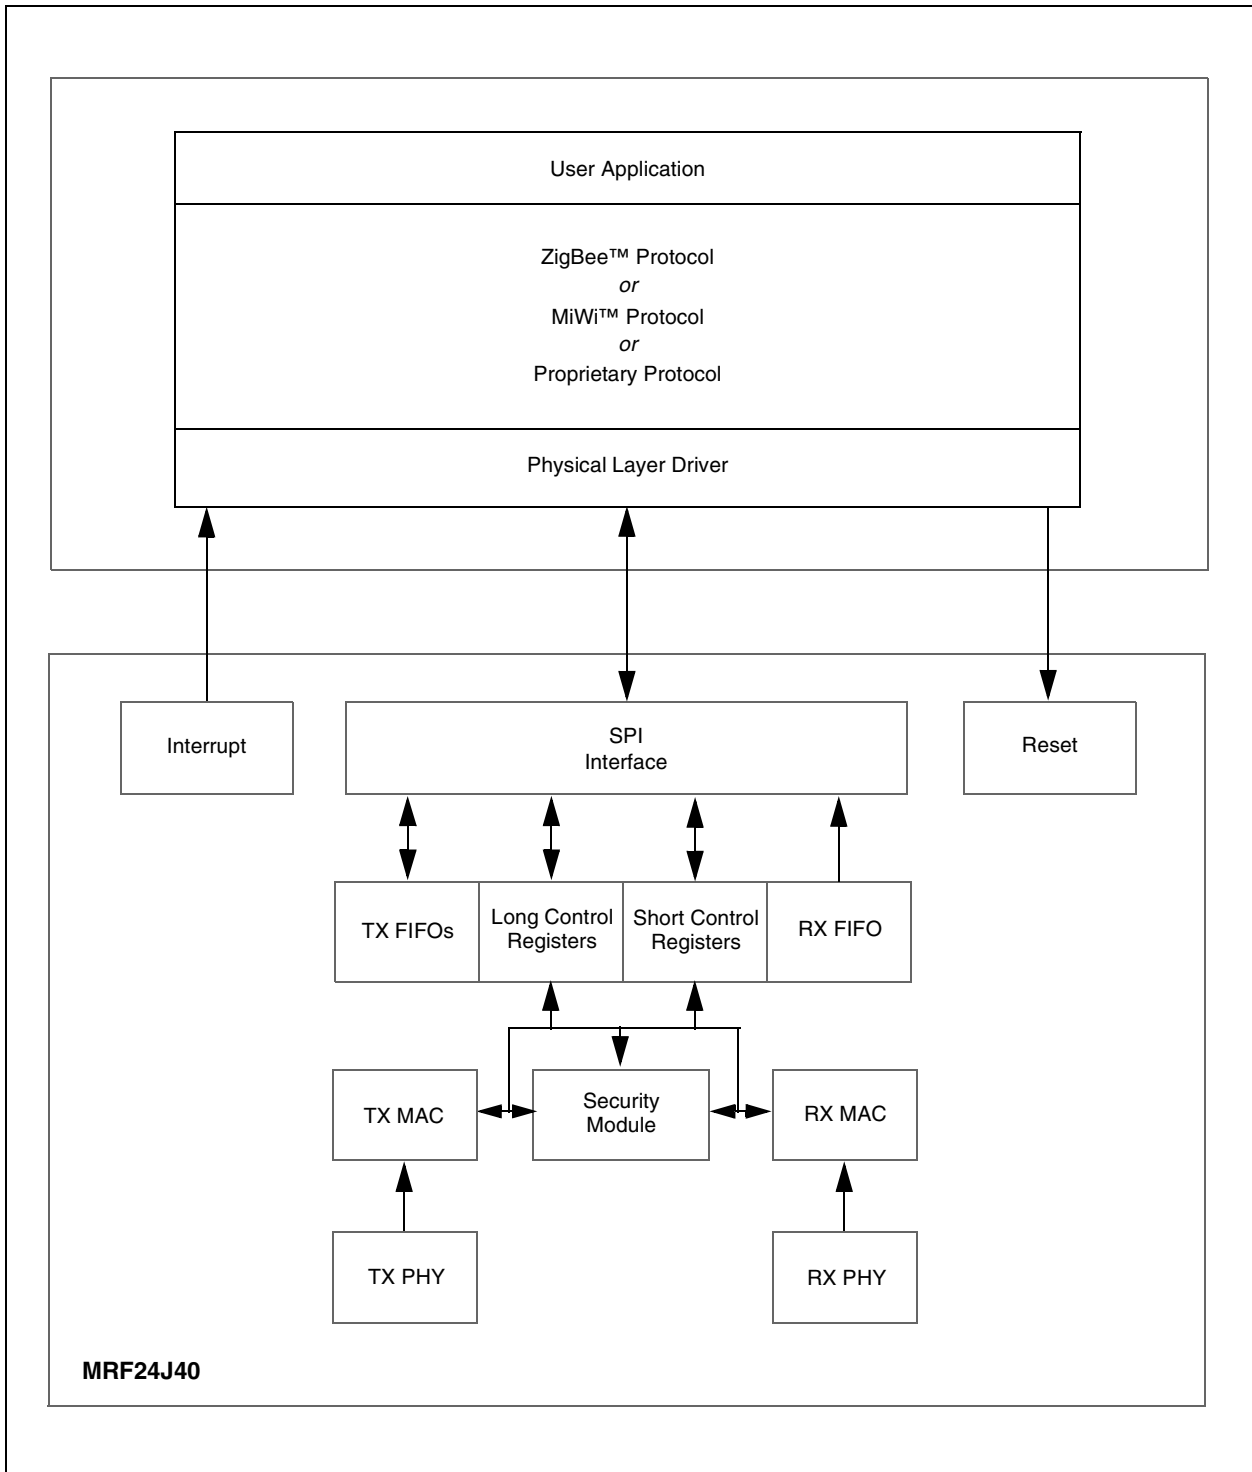 User Application
ZigBee™ Protocol
or
MiWi™ Protocol
or
Proprietary Protocol
Physical Layer Driver
Interrupt
SPI
Interface
Reset
TX FIFOs
Long Control
Registers
Short Control
Registers
RX FIFO
TX MAC
Security
Module
RX MAC
TX PHY
RX PHY
MRF24J40